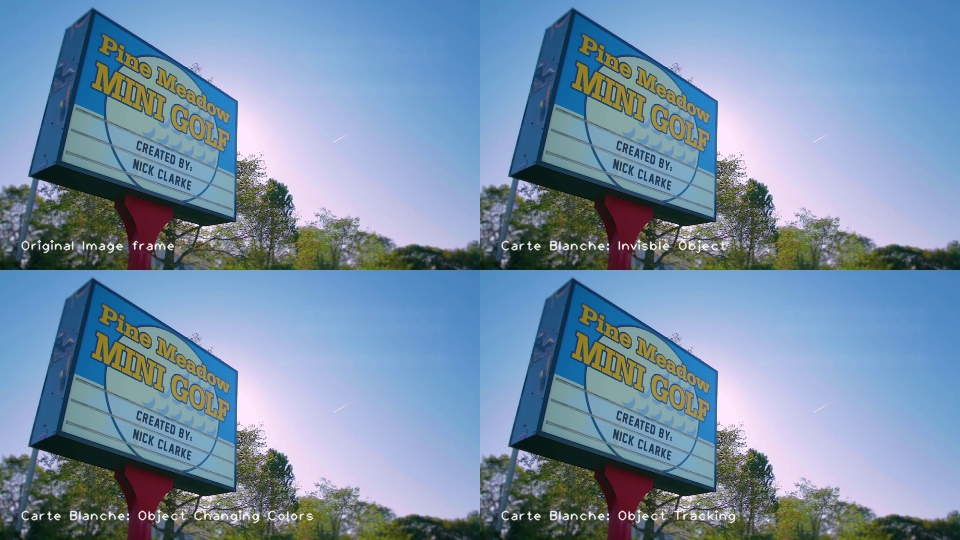 Pine Meadow
MINI GOLF
CREATED BY:
NICK CLARKE
Original Image frame
Pine Meadow
MINI GOLF
CREATED BY:
NICK CLARKE
Carte Blanche: Invisble Object
Pine Meadow
MINI GOLF
CREATED BY:
NICK CLARKE
Carte Blanche: Object Changing Colors
Pine Meadow
MINI GOLF
CREATED BY:
NICK CLARKE
Carte Blanche: Object Tracking